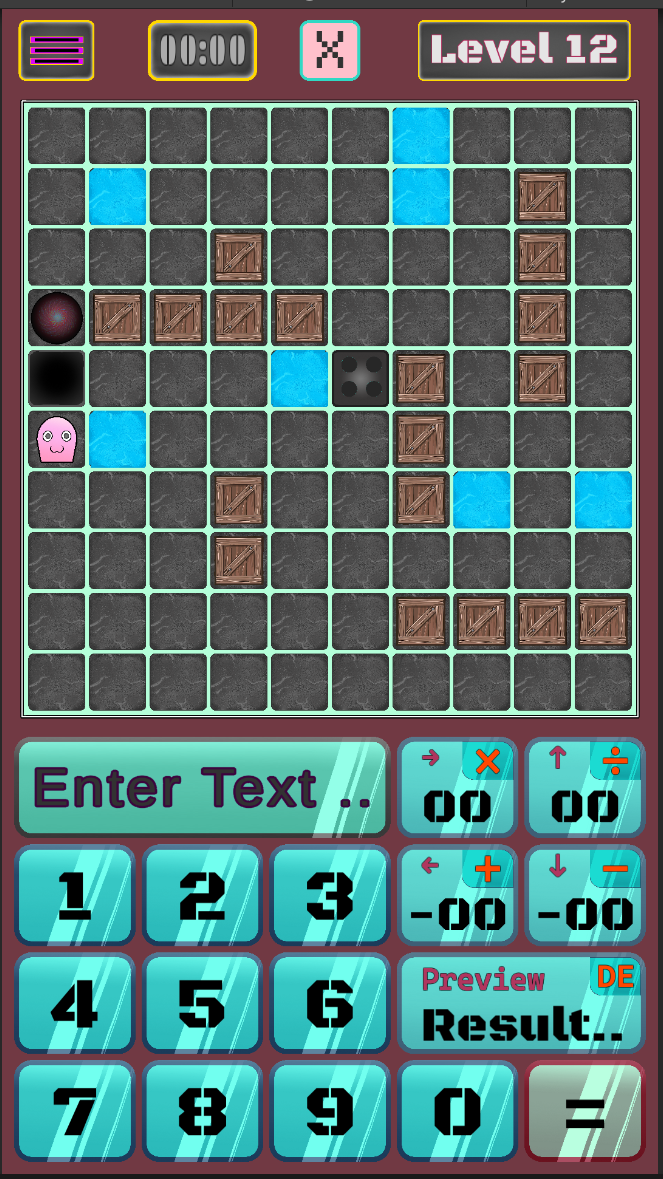 00:00 X Level 12
Enter Text ..
→ × 00
↑ ÷ 00
1 2 3
← + -00
↓ − -00
4 5 6
Preview DE
Result..
7 8 9 0 =